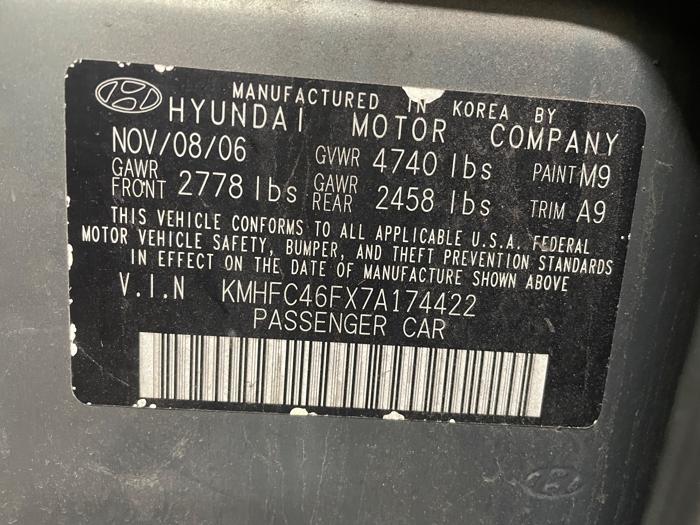 MANUFACTURED IN KOREA BY
HYUNDAI MOTOR COMPANY
NOV/08/06 GVWR 4740 lbs PAINT M9
GAWR FRONT 2778 lbs GAWR REAR 2458 lbs TRIM A9
THIS VEHICLE CONFORMS TO ALL APPLICABLE U.S.A. FEDERAL
MOTOR VEHICLE SAFETY, BUMPER, AND THEFT PREVENTION STANDARDS
IN EFFECT ON THE DATE OF MANUFACTURE SHOWN ABOVE
V.I.N KMHFC46FX7A174422
PASSENGER CAR